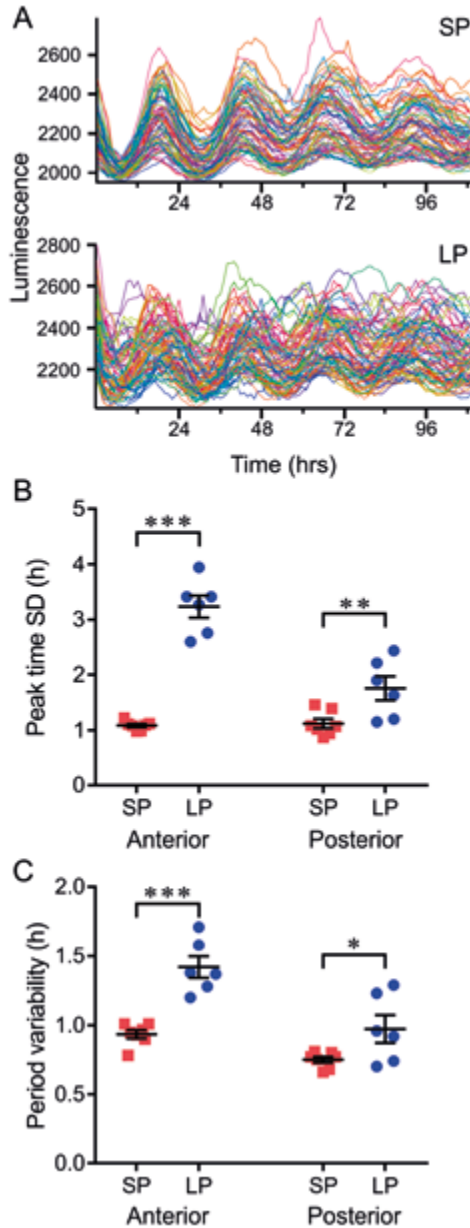 A
SP
2600
2400
2200
2000
24 48 72 96
Luminescence
LP
2800
2600
2400
2200
24 48 72 96
Time (hrs)
B
Peak time SD (h)
5
4
3
2
1
0
***
**
SP LP SP LP
Anterior Posterior
C
Period variability (h)
2.0
1.5
1.0
0.5
0.0
***
*
SP LP SP LP
Anterior Posterior